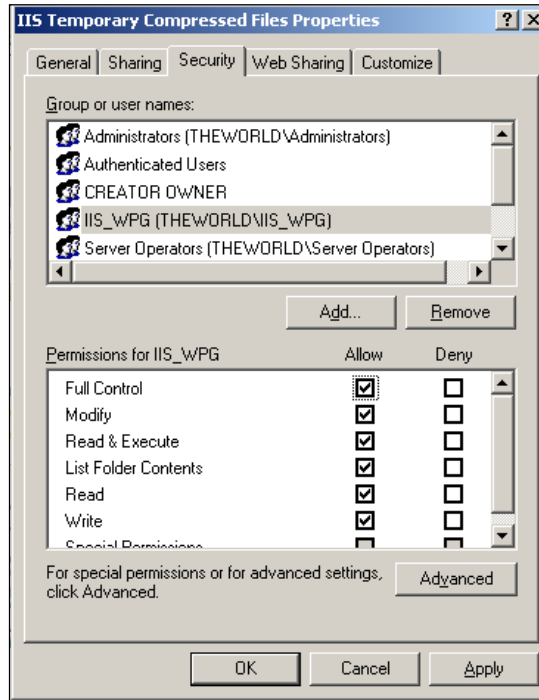 IIS Temporary Compressed Files Properties
General Sharing Security Web Sharing Customize
Group or user names:
Administrators (THEWORLD\Administrators)
Authenticated Users
CREATOR OWNER
IIS_WPG (THEWORLD\IIS_WPG)
Server Operators (THEWORLD\Server Operators)
Add... Remove
Permissions for IIS_WPG Allow Deny
Full Control
Modify
Read & Execute
List Folder Contents
Read
Write
Special Permissions
For special permissions or for advanced settings, click Advanced.
Advanced
OK Cancel Apply